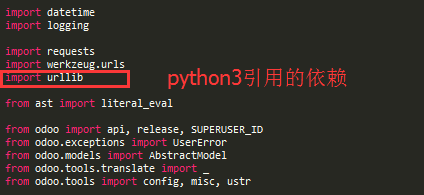 import datetime
import logging
import requests
import werkzeug.urls
import urllib
python3引用的依赖
from ast import literal_eval
from odoo import api, release, SUPERUSER_ID
from odoo.exceptions import UserError
from odoo.models import AbstractModel
from odoo.tools.translate import _
from odoo.tools import config, misc, ustr